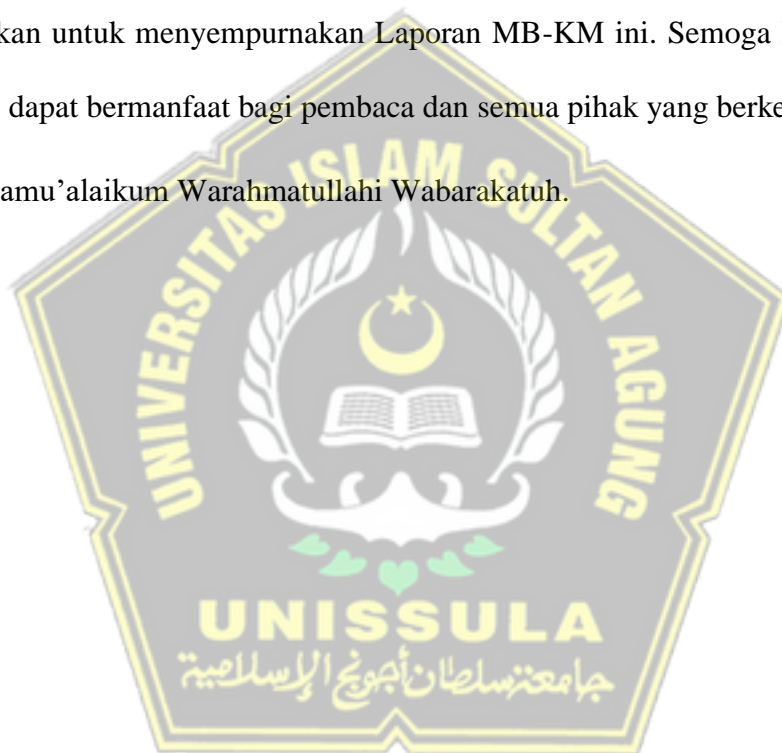 kan untuk menyempurnakan Laporan MB-KM ini. Semoga
dapat bermanfaat bagi pembaca dan semua pihak yang berke
amu’alaikum Warahmatullahi Wabarakatuh.
UNIVERSITAS ISLAM SULTAN AGUNG
UNISSULA
جامعة سلطان أجونج الإسلامية